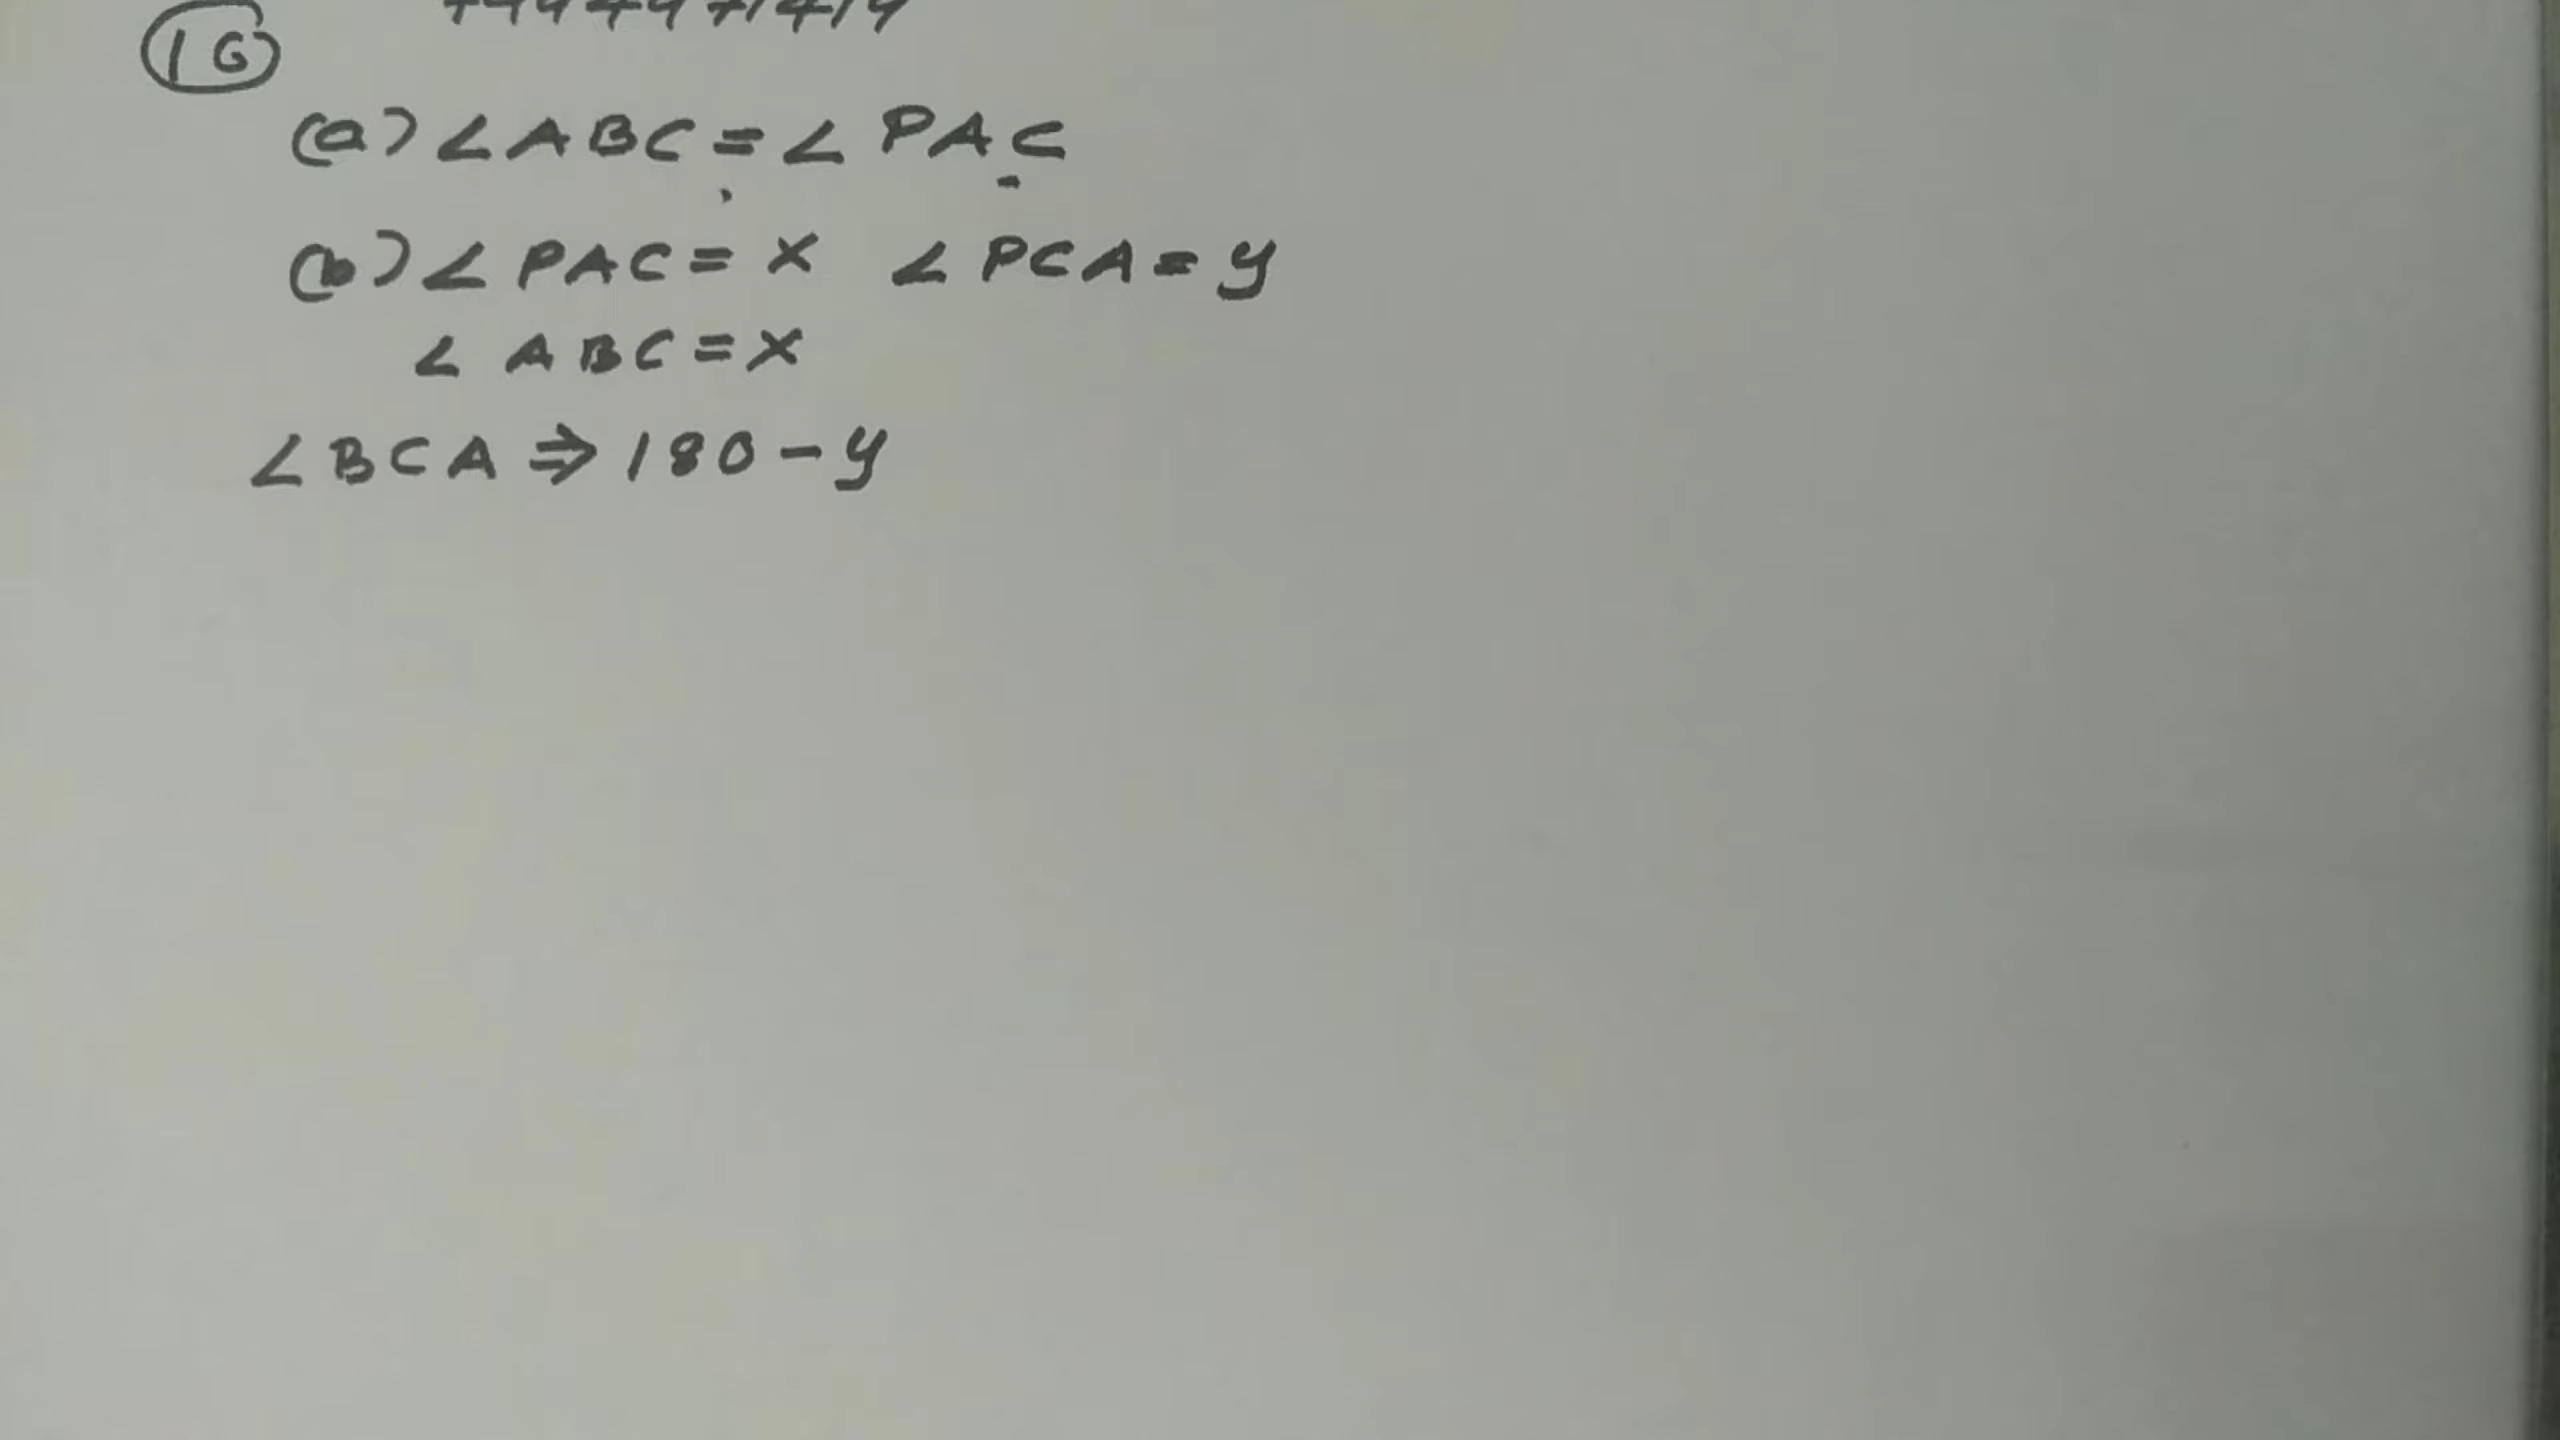 16
(a) ∠ABC = ∠PAC
(b) ∠PAC = x ∠PCA = y
∠ABC = x
∠BCA ⇒ 180 - y